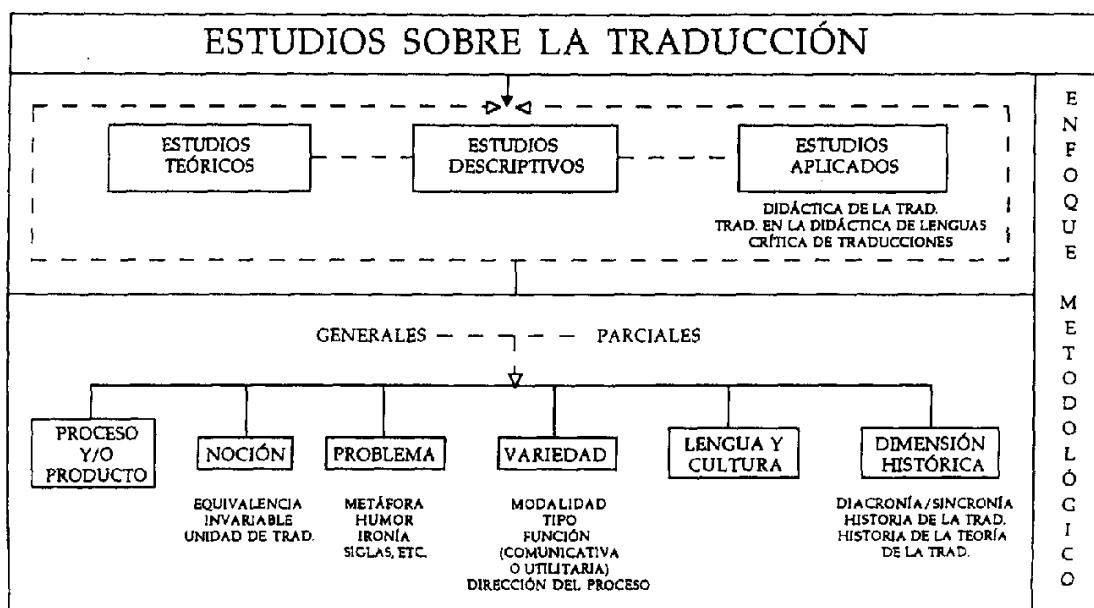 ESTUDIOS SOBRE LA TRADUCCIÓN
ESTUDIOS
TEÓRICOS
ESTUDIOS
DESCRIPTIVOS
ESTUDIOS
APLICADOS
DIDÁCTICA DE LA TRAD.
TRAD. EN LA DIDÁCTICA DE LENGUAS
CRÍTICA DE TRADUCCIONES
GENERALES
PARCIALES
PROCESO
Y/O
PRODUCTO
NOCIÓN
EQUIVALENCIA
INVARIABLE
UNIDAD DE TRAD.
PROBLEMA
METÁFORA
HUMOR
IRONÍA
SIGLAS, ETC.
VARIEDAD
MODALIDAD
TIPO
FUNCIÓN
(COMUNICATIVA
O UTILITARIA)
DIRECCIÓN DEL PROCESO
LENGUA Y
CULTURA
DIMENSIÓN
HISTÓRICA
DIACRONÍA/SINCRONÍA
HISTORIA DE LA TRAD.
HISTORIA DE LA TEORÍA
DE LA TRAD.
ENFOQUE METODOLÓGICO